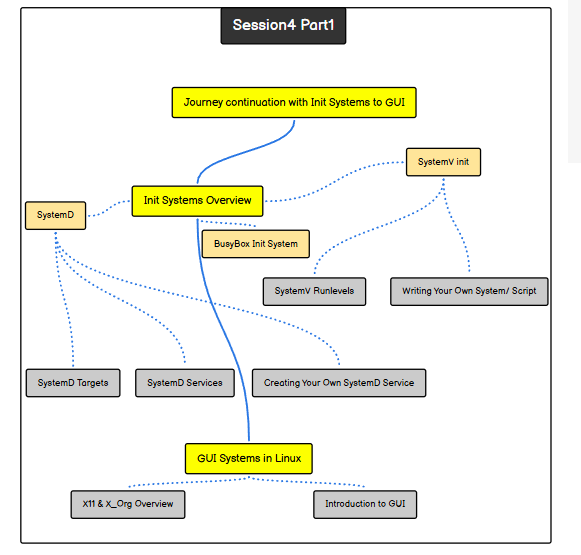 Session4 Part1
Journey continuation with Init Systems to GUI
SystemV init
Init Systems Overview
SystemD
BusyBox Init System
SystemV Runlevels
Writing Your Own System/ Script
SystemD Targets
SystemD Services
Creating Your Own SystemD Service
GUI Systems in Linux
X11 & X_Org Overview
Introduction to GUI